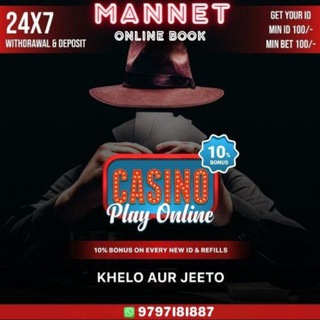 MANNET
ONLINE BOOK
24X7
WITHDRAWAL & DEPOSIT
GET YOUR ID
MIN ID 100/-
MIN BET 100/-
10%
BONUS
CASINO
Play Online
10% BONUS ON EVERY NEW ID & REFILLS
KHELO AUR JEETO
9797181887